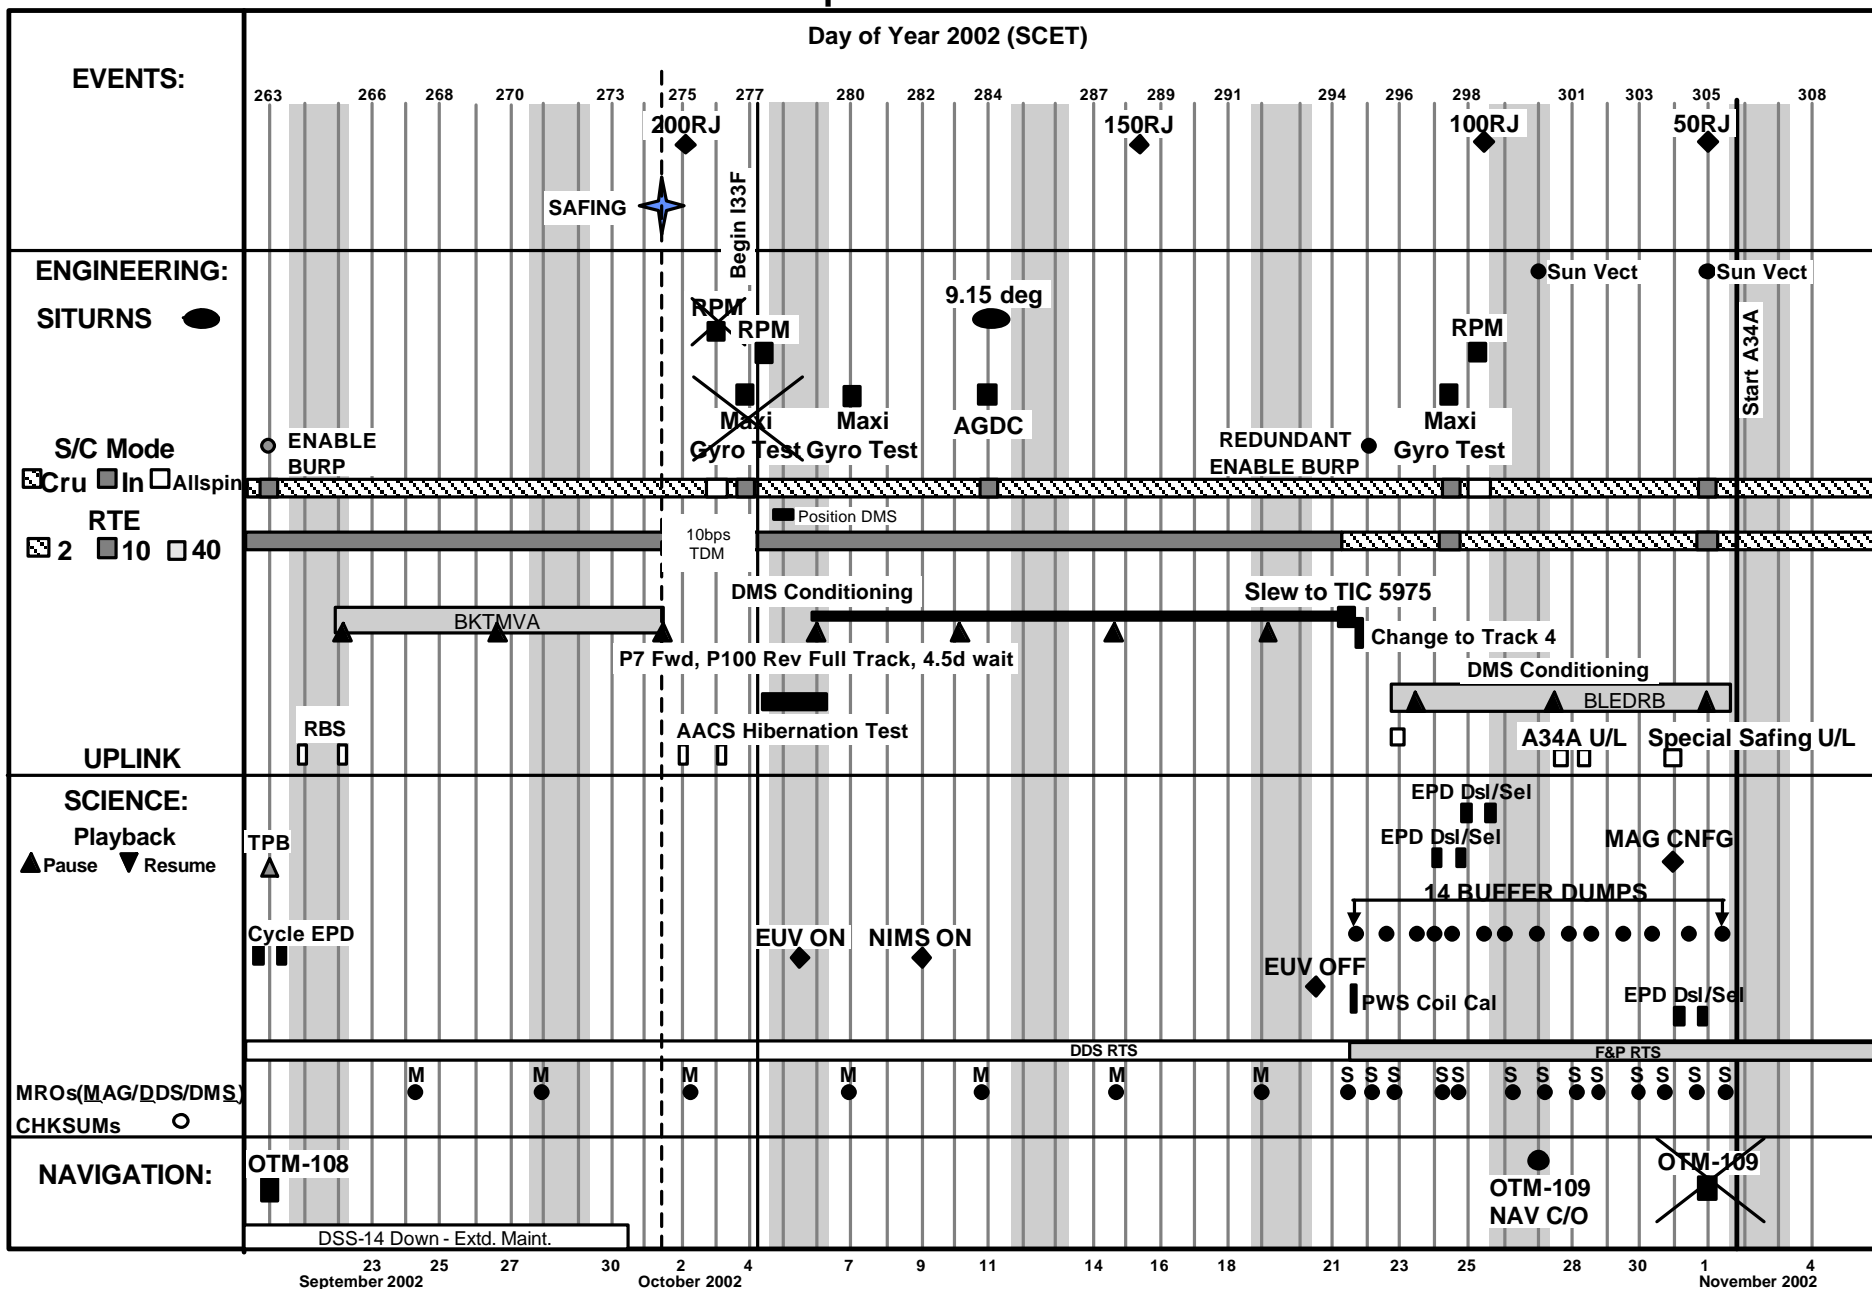 Day of Year 2002 (SCET)
EVENTS:
263 266 268 270 273 275 277 280 282 284 287 289 291 294 296 298 301 303 305 308
200RJ 150RJ 100RJ 50RJ
SAFING
Begin I33F
ENGINEERING:
Sun Vect Sun Vect
SITURNS
9.15 deg
RPM
RPM
RPM
Start A34A
Maxi
Gyro Test
Maxi
Gyro Test
AGDC
Maxi
Gyro Test
S/C Mode
ENABLE
BURP
REDUNDANT
ENABLE BURP
Cru In Allspin
RTE
2 10 40
Position DMS
10bps
TDM
DMS Conditioning
Slew to TIC 5975
BKTMVA
Change to Track 4
P7 Fwd, P100 Rev Full Track, 4.5d wait
DMS Conditioning
BLEDRB
RBS
AACS Hibernation Test
A34A U/L Special Safing U/L
UPLINK
SCIENCE:
EPD Dsl/Sel
Playback
TPB
EPD Dsl/Sel
MAG CNFG
Pause Resume
14 BUFFER DUMPS
Cycle EPD
EUV ON NIMS ON
EUV OFF
PWS Coil Cal
EPD Dsl/Sel
DDS RTS
F&P RTS
M M M M M M M S S S S S S S S S S S S S
MROs(MAG/DDS/DMS)
CHKSUMs
NAVIGATION:
OTM-108
OTM-109
OTM-109
NAV C/O
DSS-14 Down - Extd. Maint.
23 25 27 30 2 4 7 9 11 14 16 18 21 23 25 28 30 1 4
September 2002 October 2002 November 2002